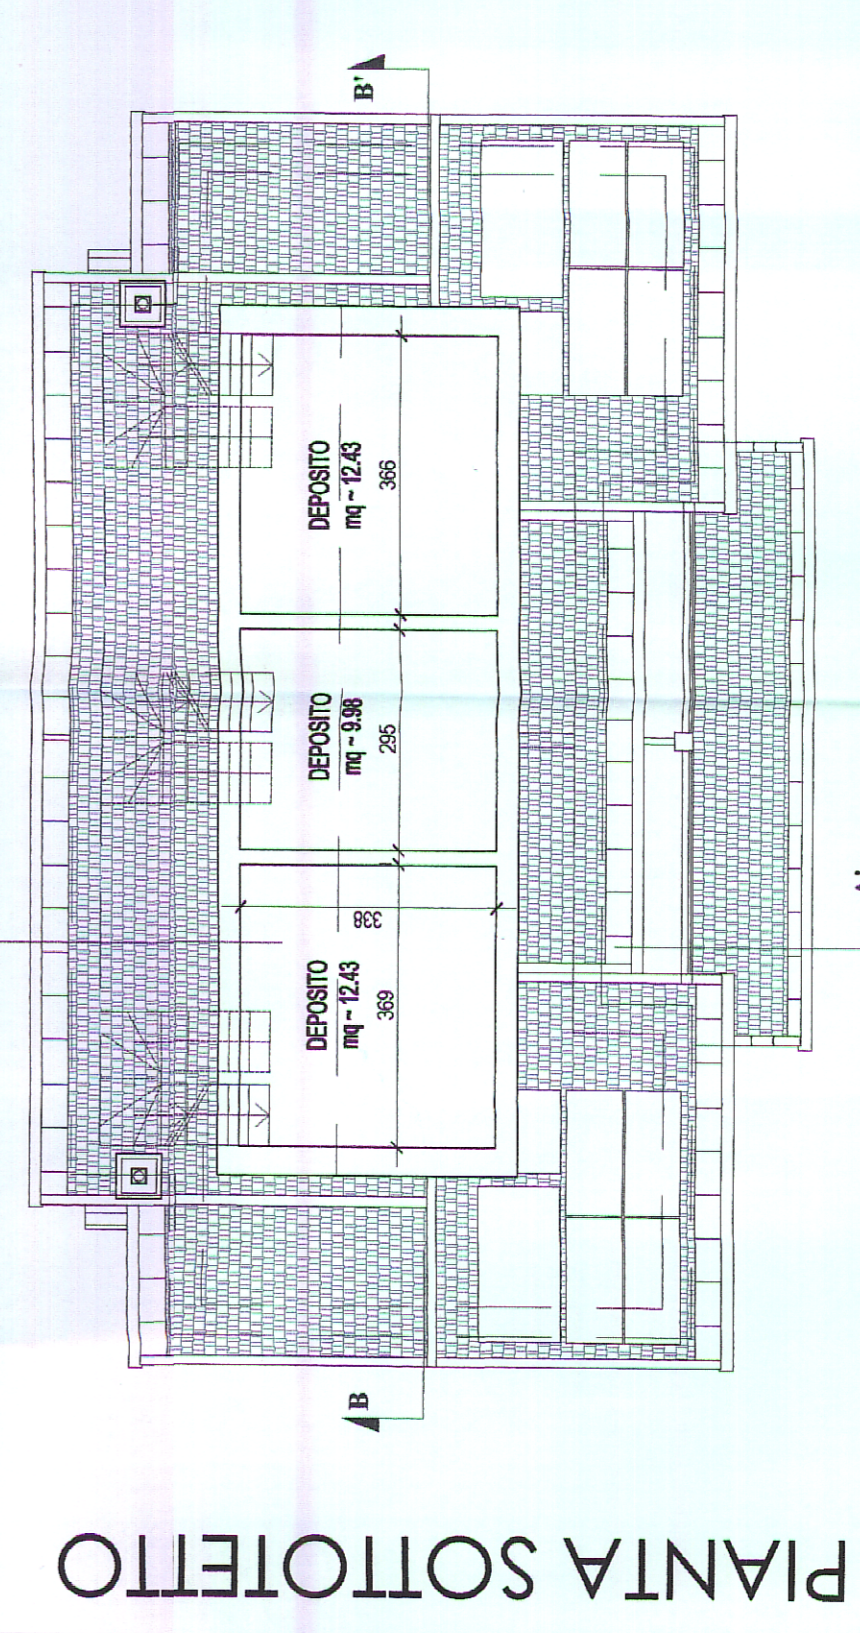 B'
DEPOSITO
mq ~ 12.43
366
DEPOSITO
mq ~ 9.98
295
338
DEPOSITO
mq ~ 12.43
369
B
PIANTA SOTTOTETTO